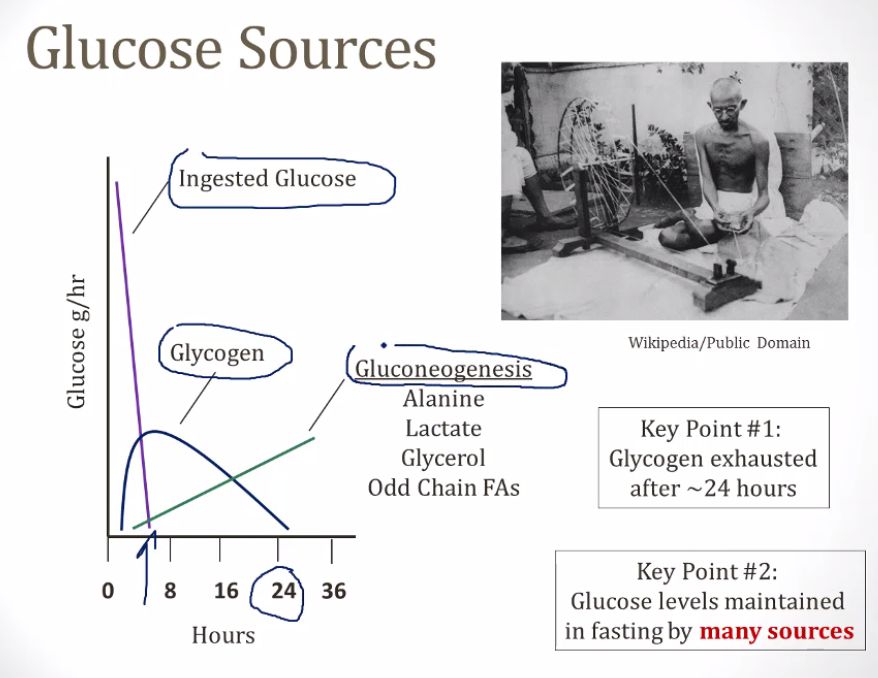 Glucose Sources
Ingested Glucose
Glycogen
Gluconeogenesis
Alanine
Lactate
Glycerol
Odd Chain FAs
Glucose g/hr
0 8 16 24 36
Hours
Wikipedia/Public Domain
Key Point #1:
Glycogen exhausted
after ~24 hours
Key Point #2:
Glucose levels maintained
in fasting by many sources